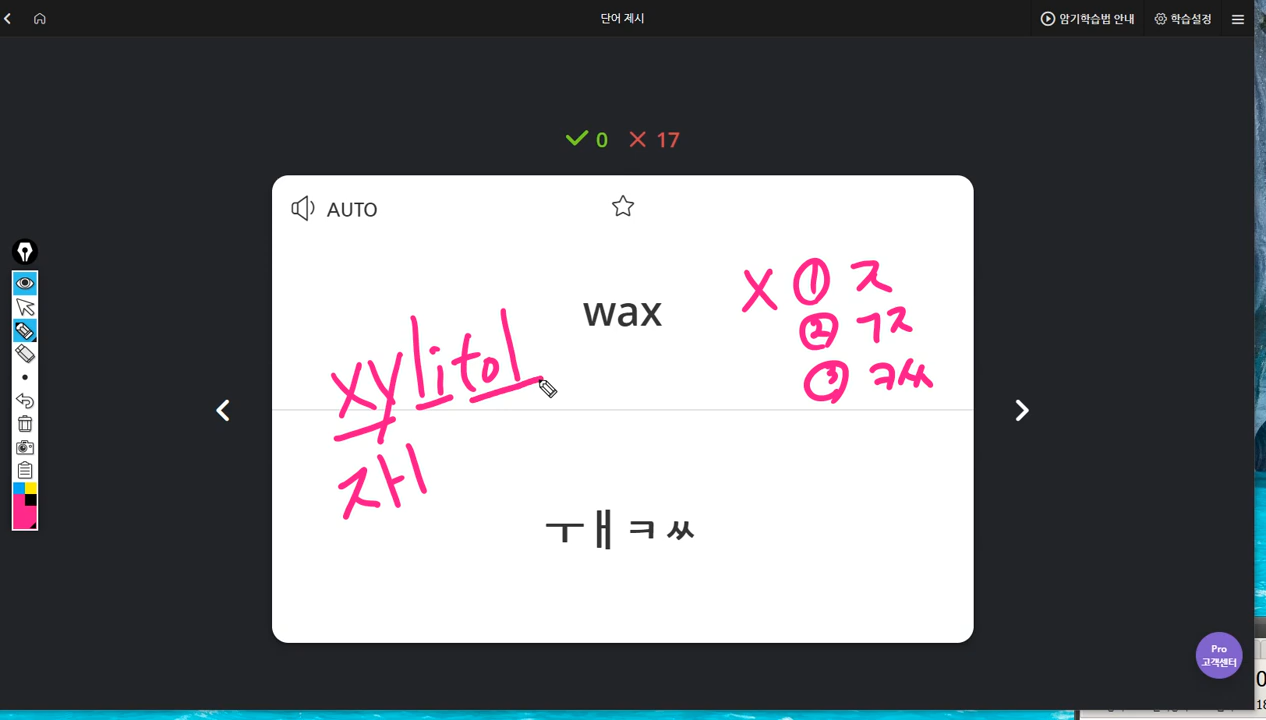 단어 제시
암기학습법 안내
학습설정
0
17
AUTO
wax
x ① ㅈ
② ㄱㅈ
③ ㅋㅆ
xylitol
ㅈㅏㅣ
ㅜㅐㅋㅆ
Pro
고객센터